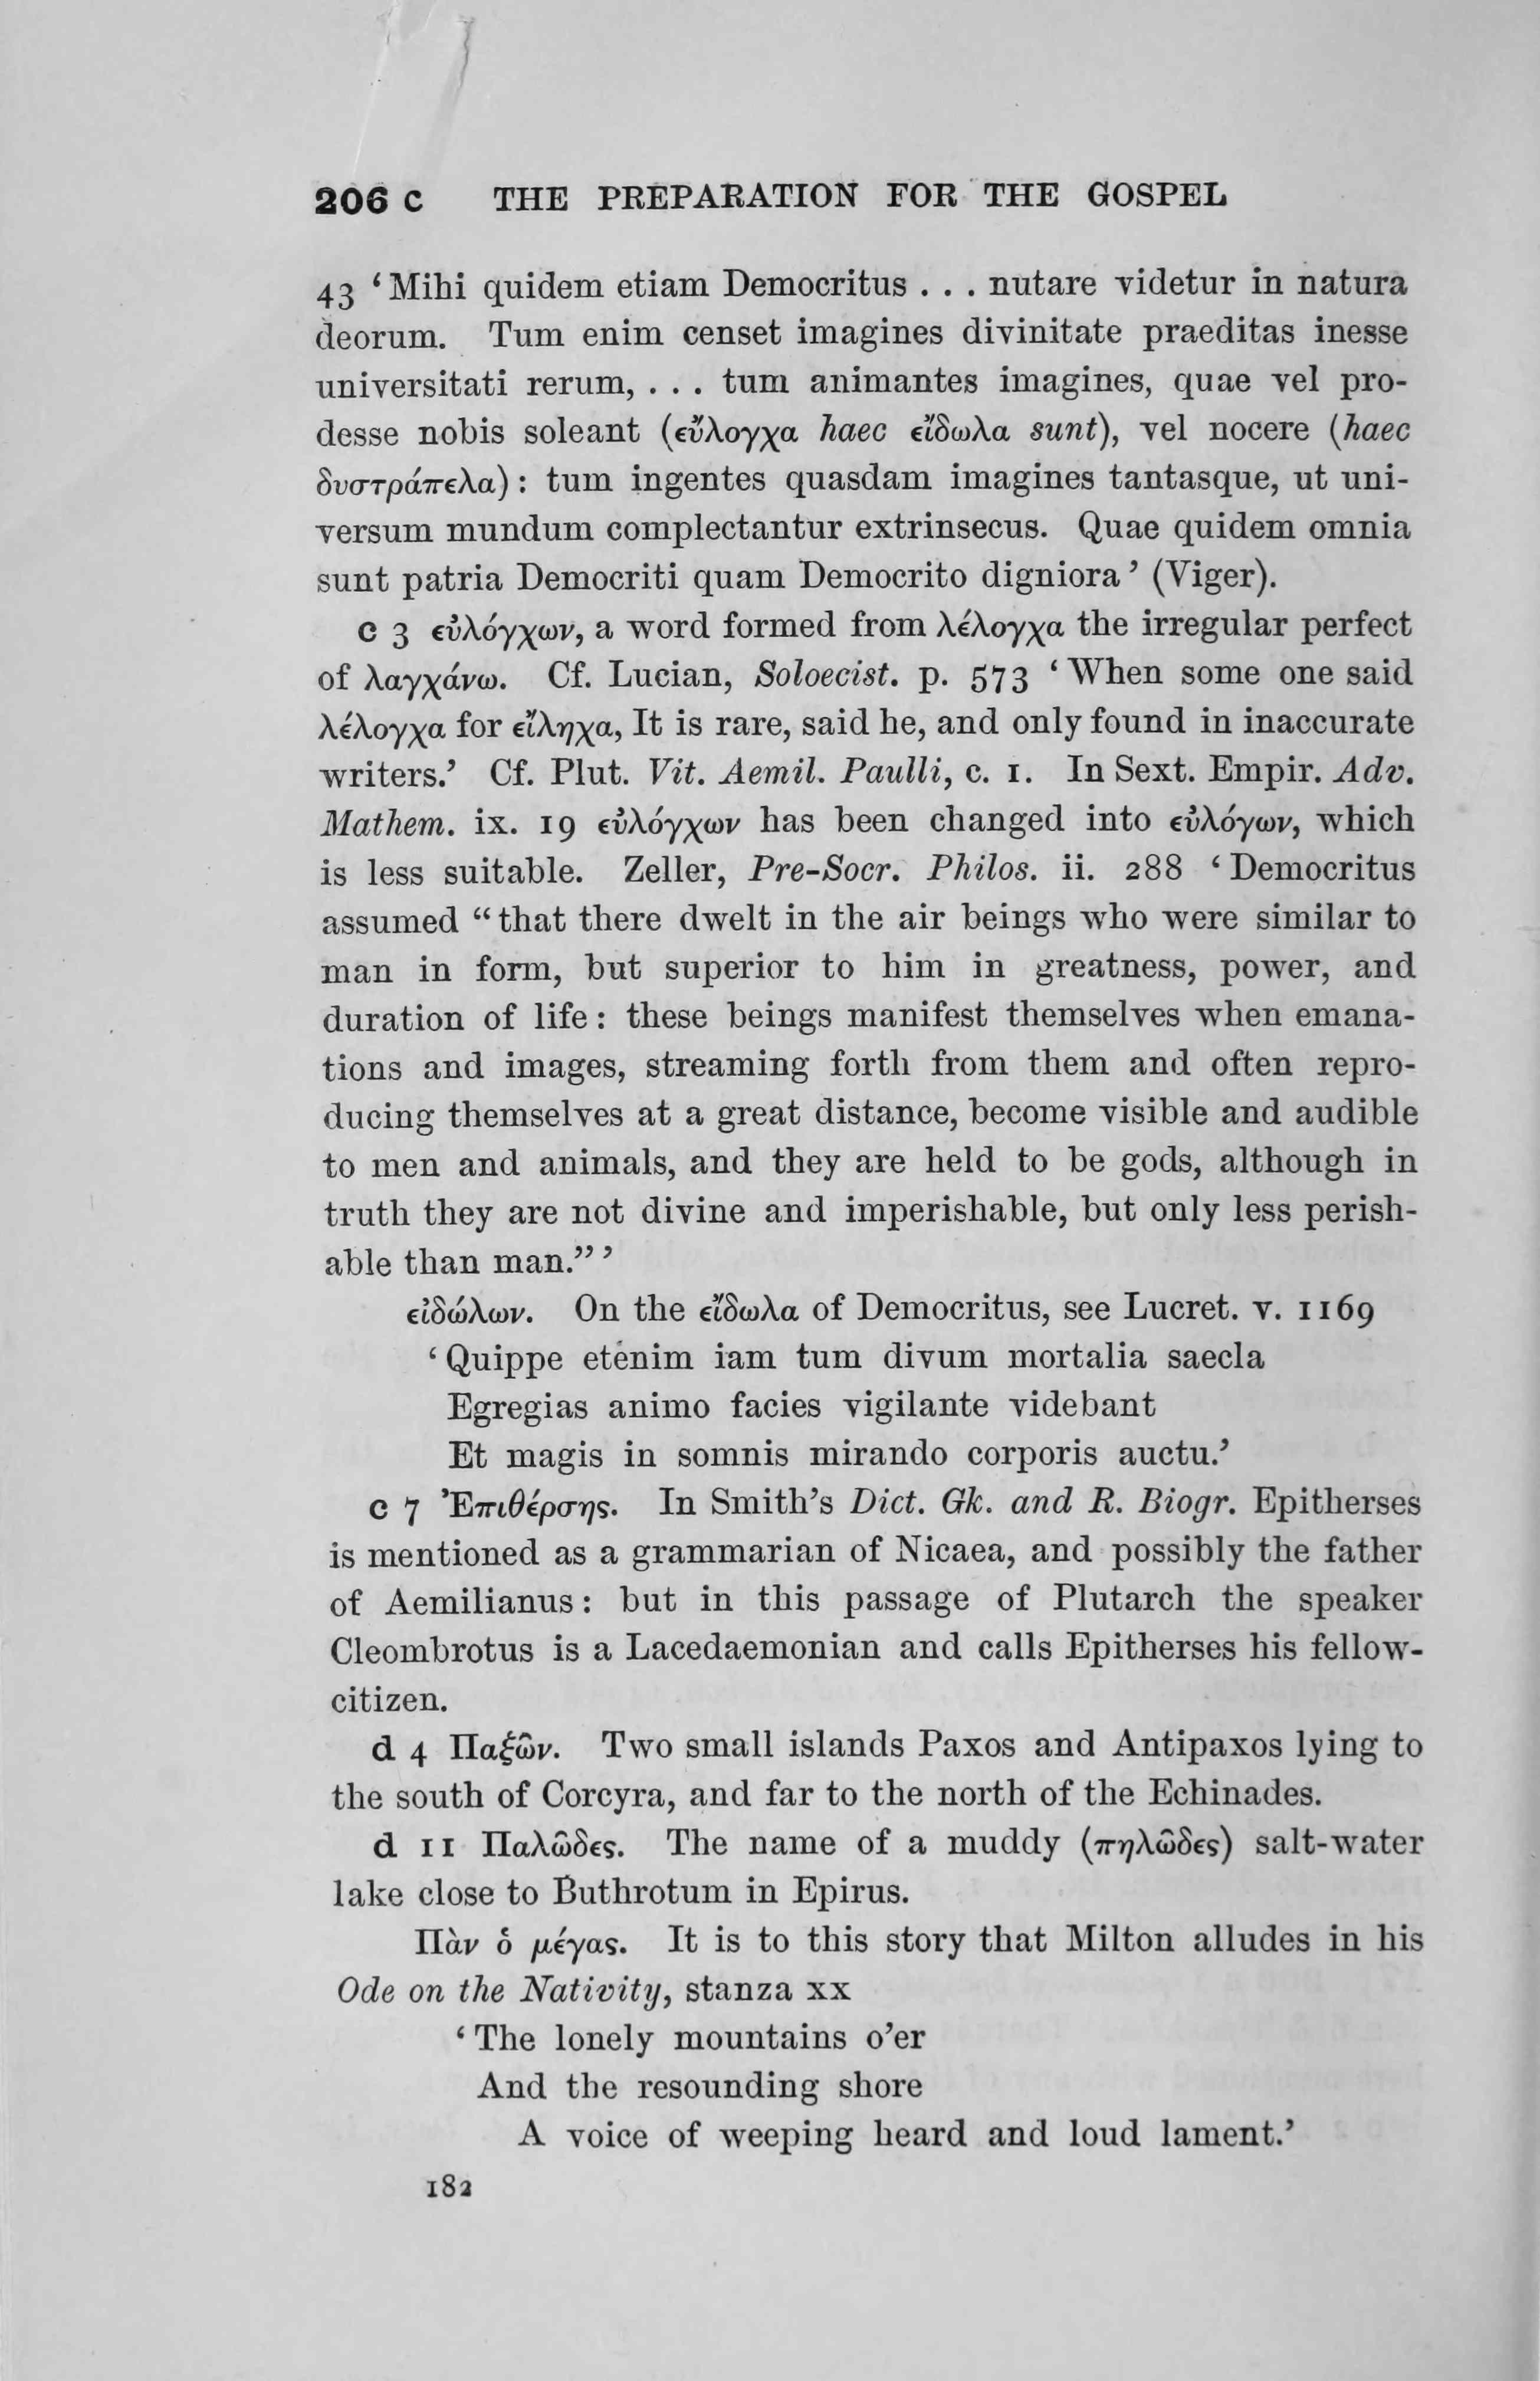 206 c THE PREPARATION FOR THE GOSPEL
43 ‘Mihi quidem etiam Democritus . . . nutare videtur in natura
deorum. Tum enim censet imagines divinitate praeditas inesse
universitati rerum, . . . tum animantes imagines, quae vel pro-
desse nobis soleant (εὔλογχα haec εἴδωλα sunt), vel nocere (haec
δυστράπελα) : tum ingentes quasdam imagines tantasque, ut uni-
versum mundum complectantur extrinsecus. Quae quidem omnia
sunt patria Democriti quam Democrito digniora’ (Viger).
c 3 εὐλόγχων, a word formed from λέλογχα the irregular perfect
of λαγχάνω. Cf. Lucian, Soloecist. p. 573 ‘When some one said
λέλογχα for εἴληχα, It is rare, said he, and only found in inaccurate
writers.’ Cf. Plut. Vit. Aemil. Paulli, c. 1. In Sext. Empir. Adv.
Mathem. ix. 19 εὐλόγχων has been changed into εὐλόγων, which
is less suitable. Zeller, Pre-Socr. Philos. ii. 288 ‘Democritus
assumed “that there dwelt in the air beings who were similar to
man in form, but superior to him in greatness, power, and
duration of life : these beings manifest themselves when emana-
tions and images, streaming forth from them and often repro-
ducing themselves at a great distance, become visible and audible
to men and animals, and they are held to be gods, although in
truth they are not divine and imperishable, but only less perish-
able than man.” ’
εἰδώλων. On the εἴδωλα of Democritus, see Lucret. v. 1169
‘Quippe etenim iam tum divum mortalia saecla
Egregias animo facies vigilante videbant
Et magis in somnis mirando corporis auctu.’
c 7 Ἐπιθέρσης. In Smith’s Dict. Gk. and R. Biogr. Epitherses
is mentioned as a grammarian of Nicaea, and possibly the father
of Aemilianus : but in this passage of Plutarch the speaker
Cleombrotus is a Lacedaemonian and calls Epitherses his fellow-
citizen.
d 4 Παξῶν. Two small islands Paxos and Antipaxos lying to
the south of Corcyra, and far to the north of the Echinades.
d 11 Παλῶδες. The name of a muddy (πηλῶδες) salt-water
lake close to Buthrotum in Epirus.
Πὰν ὁ μέγας. It is to this story that Milton alludes in his
Ode on the Nativity, stanza xx
‘The lonely mountains o’er
And the resounding shore
A voice of weeping heard and loud lament.’
182